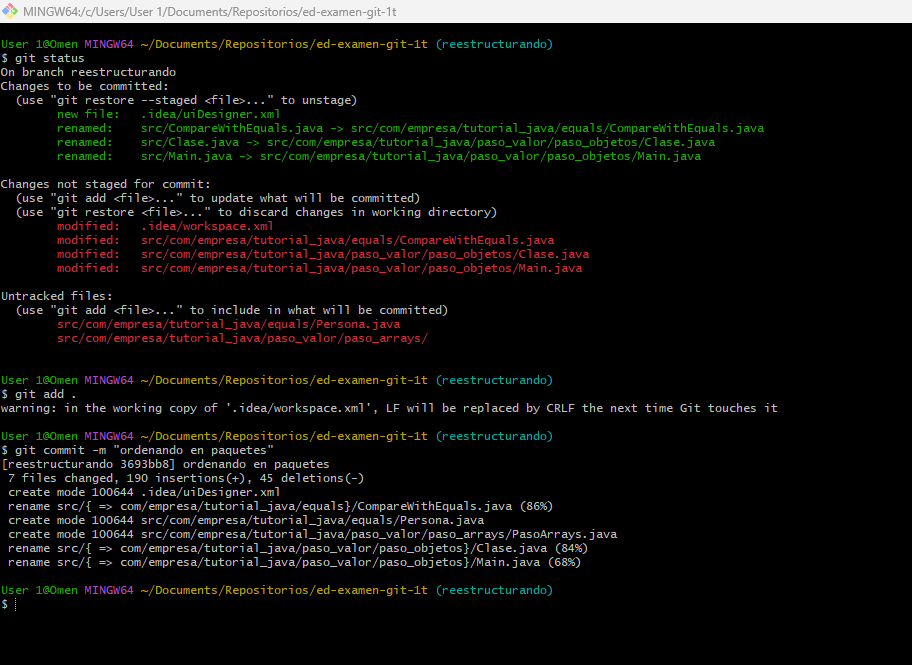 MINGW64:/c/Users/User 1/Documents/Repositorios/ed-examen-git-1t
User 1@Omen MINGW64 ~/Documents/Repositorios/ed-examen-git-1t (reestructurando)
$ git status
On branch reestructurando
Changes to be committed:
  (use "git restore --staged <file>..." to unstage)
        new file:   .idea/uiDesigner.xml
        renamed:    src/CompareWithEquals.java -> src/com/empresa/tutorial_java/equals/CompareWithEquals.java
        renamed:    src/Clase.java -> src/com/empresa/tutorial_java/paso_valor/paso_objetos/Clase.java
        renamed:    src/Main.java -> src/com/empresa/tutorial_java/paso_valor/paso_objetos/Main.java
Changes not staged for commit:
  (use "git add <file>..." to update what will be committed)
  (use "git restore <file>..." to discard changes in working directory)
        modified:   .idea/workspace.xml
        modified:   src/com/empresa/tutorial_java/equals/CompareWithEquals.java
        modified:   src/com/empresa/tutorial_java/paso_valor/paso_objetos/Clase.java
        modified:   src/com/empresa/tutorial_java/paso_valor/paso_objetos/Main.java
Untracked files:
  (use "git add <file>..." to include in what will be committed)
        src/com/empresa/tutorial_java/equals/Persona.java
        src/com/empresa/tutorial_java/paso_valor/paso_arrays/
User 1@Omen MINGW64 ~/Documents/Repositorios/ed-examen-git-1t (reestructurando)
$ git add .
warning: in the working copy of '.idea/workspace.xml', LF will be replaced by CRLF the next time Git touches it
User 1@Omen MINGW64 ~/Documents/Repositorios/ed-examen-git-1t (reestructurando)
$ git commit -m "ordenando en paquetes"
[reestructurando 3693bb8] ordenando en paquetes
 7 files changed, 190 insertions(+), 45 deletions(-)
 create mode 100644 .idea/uiDesigner.xml
 rename src/{ => com/empresa/tutorial_java/equals}/CompareWithEquals.java (86%)
 create mode 100644 src/com/empresa/tutorial_java/equals/Persona.java
 create mode 100644 src/com/empresa/tutorial_java/paso_valor/paso_arrays/PasoArrays.java
 rename src/{ => com/empresa/tutorial_java/paso_valor/paso_objetos}/Clase.java (84%)
 rename src/{ => com/empresa/tutorial_java/paso_valor/paso_objetos}/Main.java (68%)
User 1@Omen MINGW64 ~/Documents/Repositorios/ed-examen-git-1t (reestructurando)
$